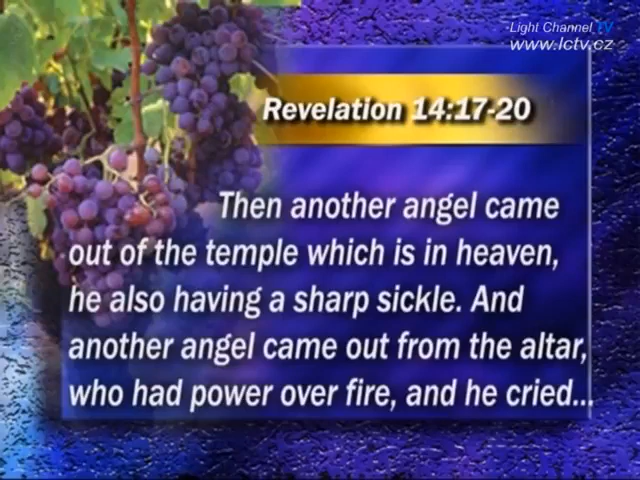 Light Channel TV
www.lctv.cz
Revelation 14:17-20
Then another angel came
out of the temple which is in heaven,
he also having a sharp sickle. And
another angel came out from the altar,
who had power over fire, and he cried...